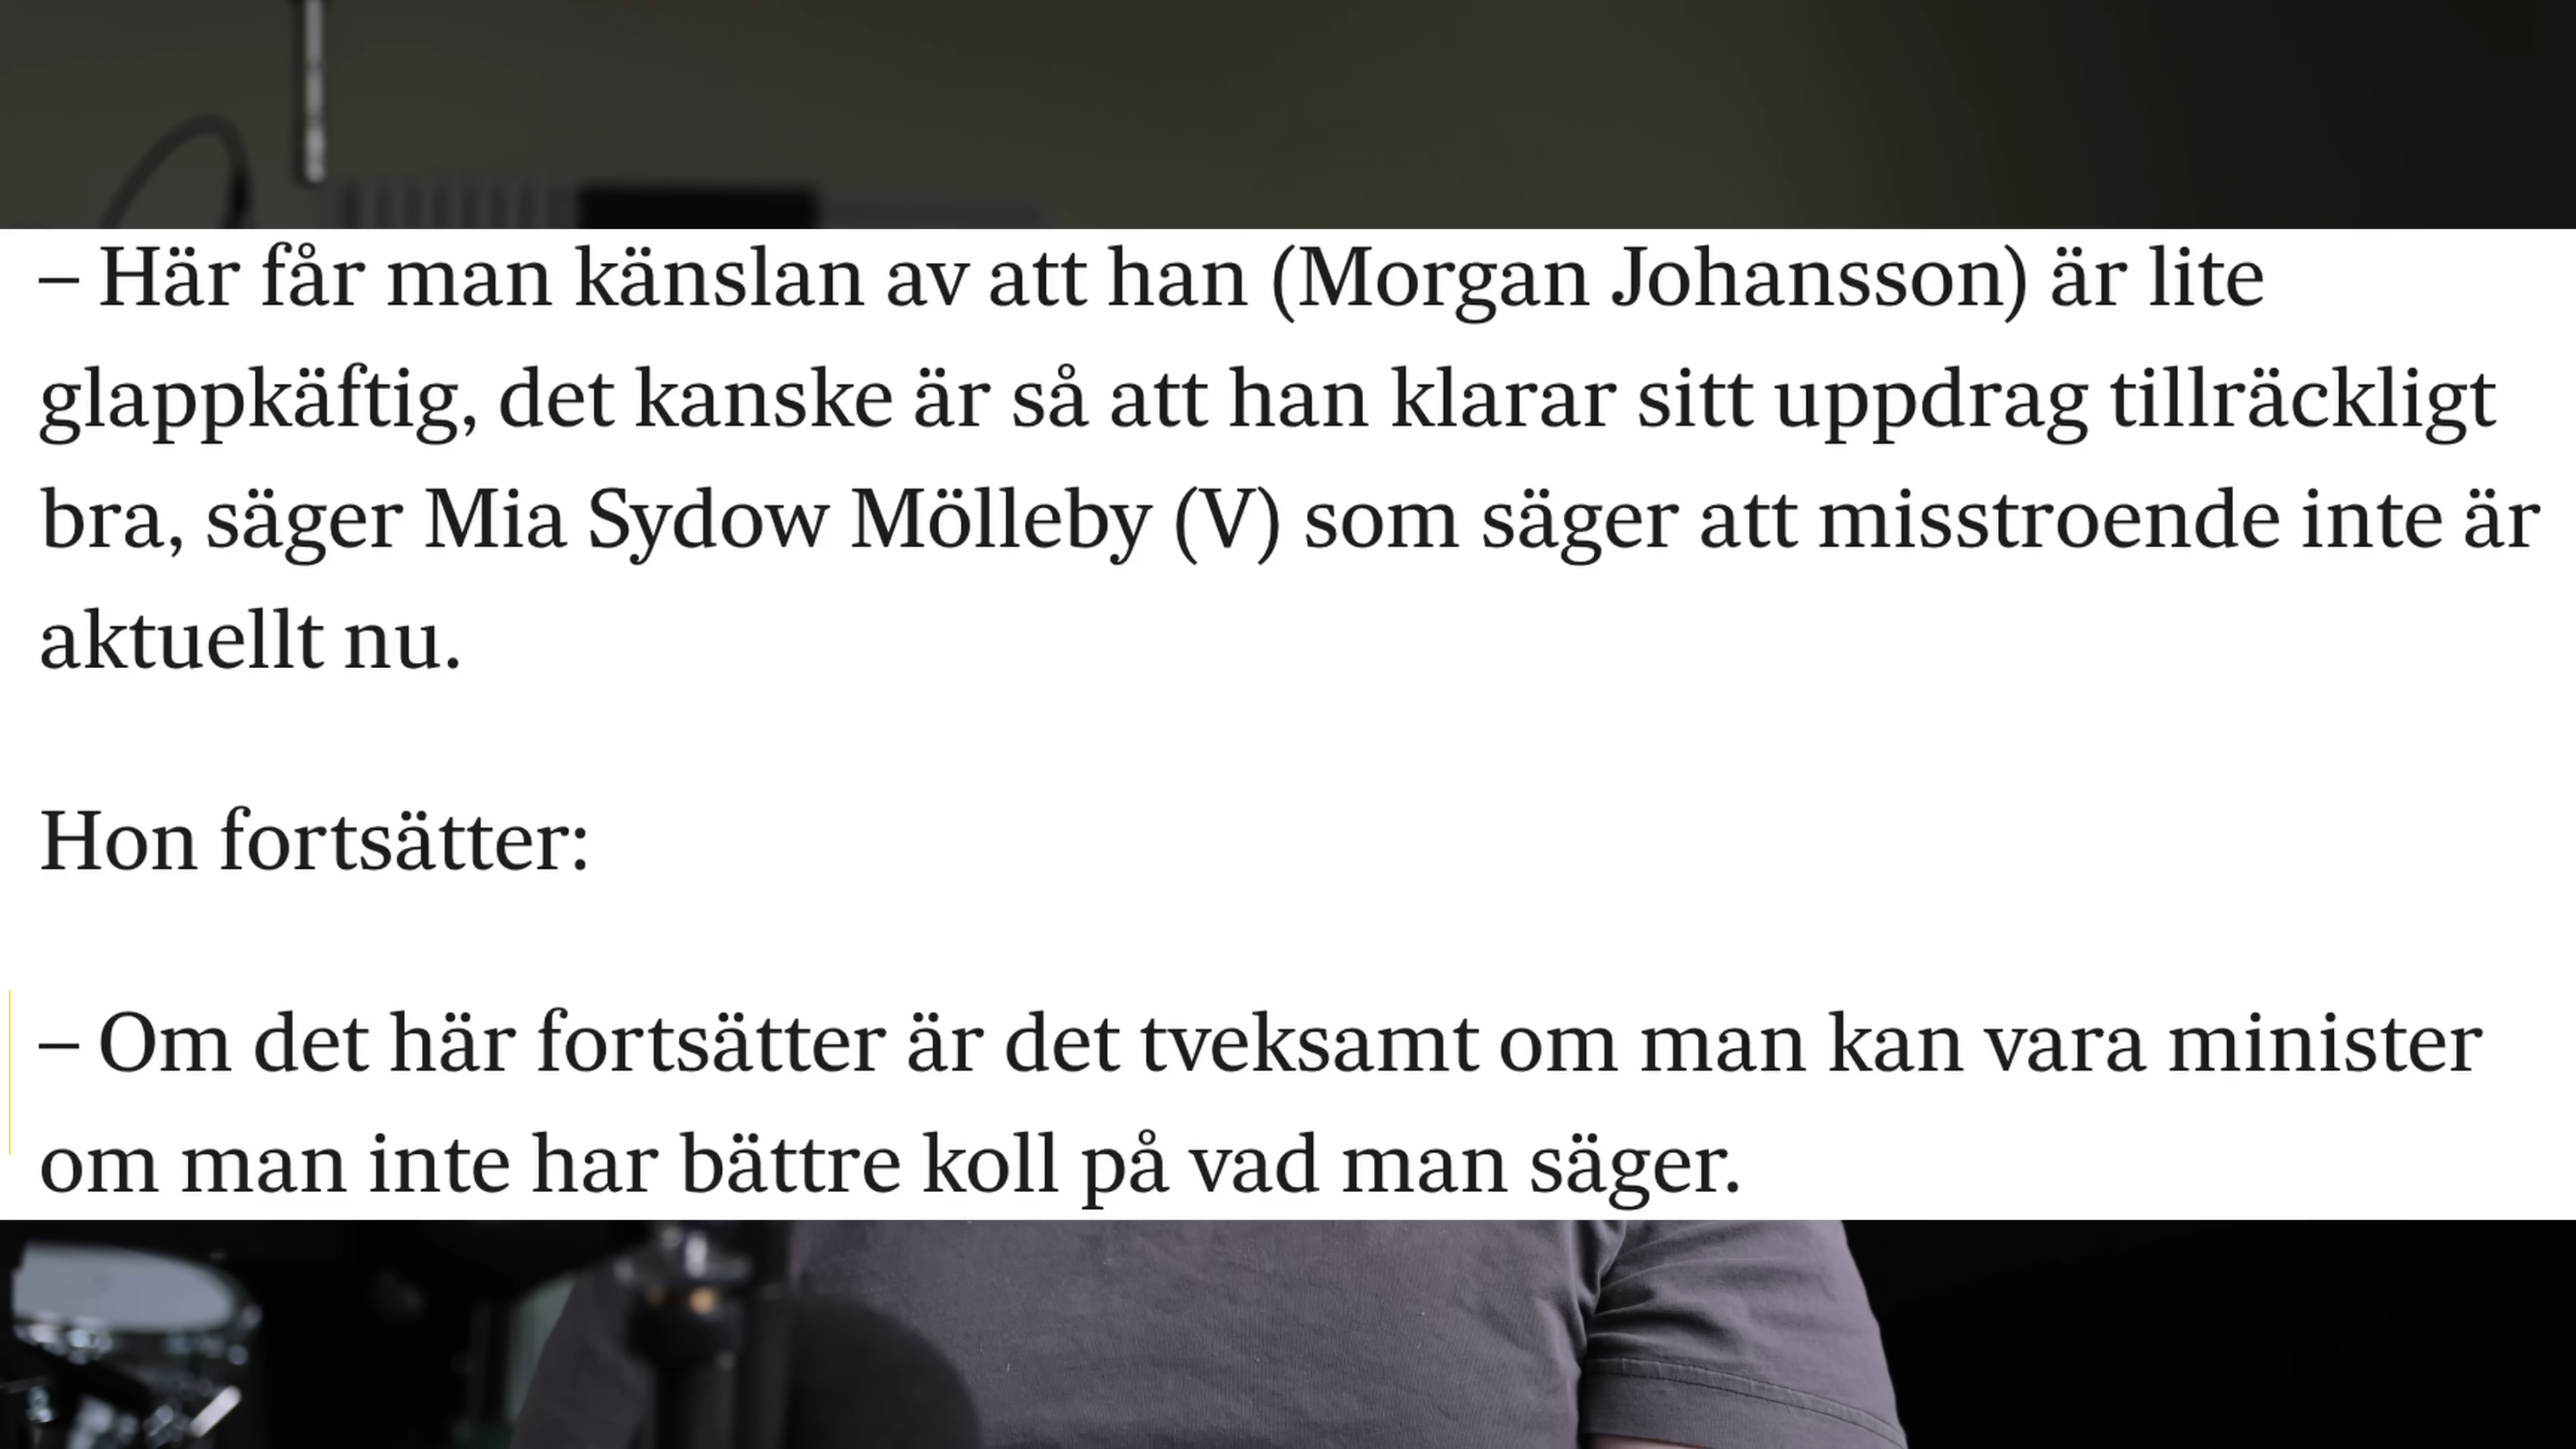 – Här får man känslan av att han (Morgan Johansson) är lite
glappkäftig, det kanske är så att han klarar sitt uppdrag tillräckligt
bra, säger Mia Sydow Mölleby (V) som säger att misstroende inte är
aktuellt nu.
Hon fortsätter:
– Om det här fortsätter är det tveksamt om man kan vara minister
om man inte har bättre koll på vad man säger.